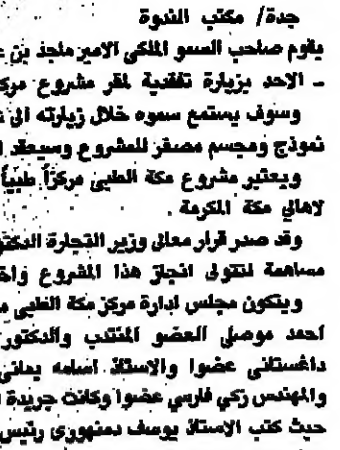 جدة/ مكتب الندوة
يقوم صاحب السمو الملكي الامير ماجد بن
ـ الاحد بزيارة تفقدية لمقر مشروع مركز
وسوف يستمع سموه خلال زيارته الى
نموذج ومجسم مصغر للمشروع وسيعقد
ويعتبر مشروع مكة الطبي مركزاً طبياً
لاهالي مكة المكرمة .
وقد صدر قرار معالي وزير التجارة الدكتو
مساهمة لتتولى انجاز هذا المشروع
ويتكون مجلس ادارة مركز مكة الطبي
احمد موصلي العضو المنتدب والدكتور
داغستاني عضوا والاستاذ اسامه يماني
والمهندس زكي فارسي عضوا وكانت جريدة
حيث كتب الاستاذ يوسف دمنهوري رئيس